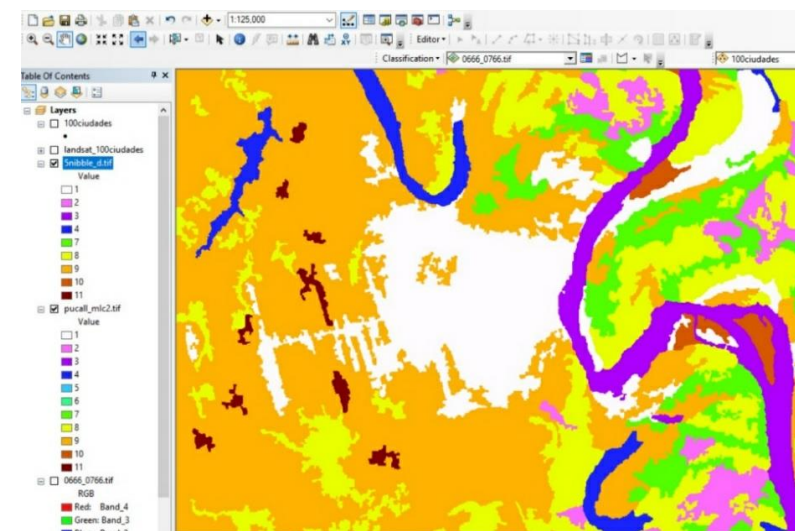 1:125,000
Editor
Classification 0666_0766.tif 100ciudades
Table Of Contents
Layers
100ciudades
landsat_100ciudades
5nibble_d.tif
Value
1
2
3
4
7
8
9
10
11
pucall_mlc2.tif
Value
1
2
3
4
5
6
7
8
9
10
11
0666_0766.tif
RGB
Red: Band_4
Green: Band_3